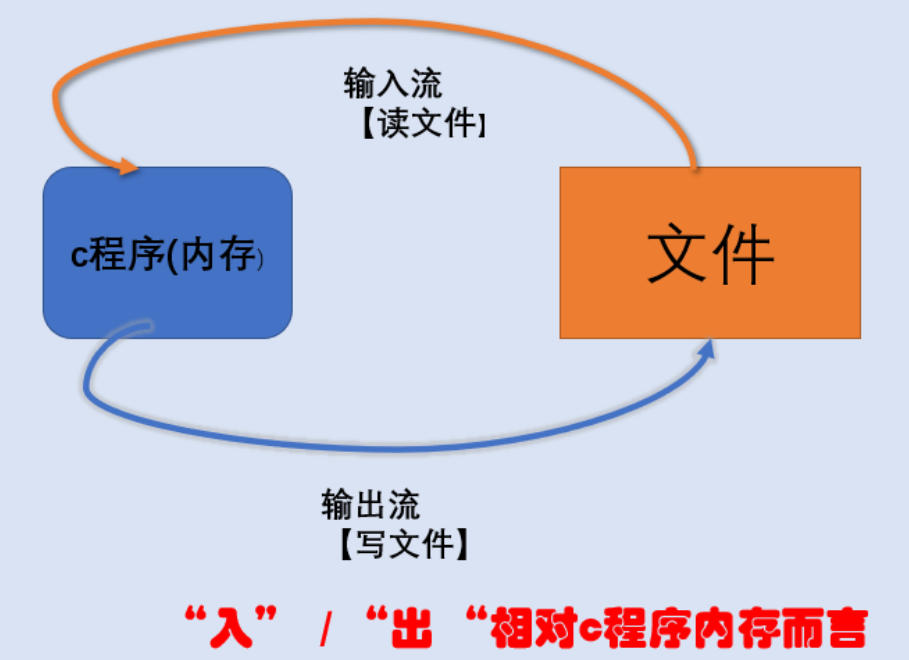 输入流
【读文件】
c程序(内存)
文件
输出流
【写文件】
“入” / “出 “相对c程序内存而言